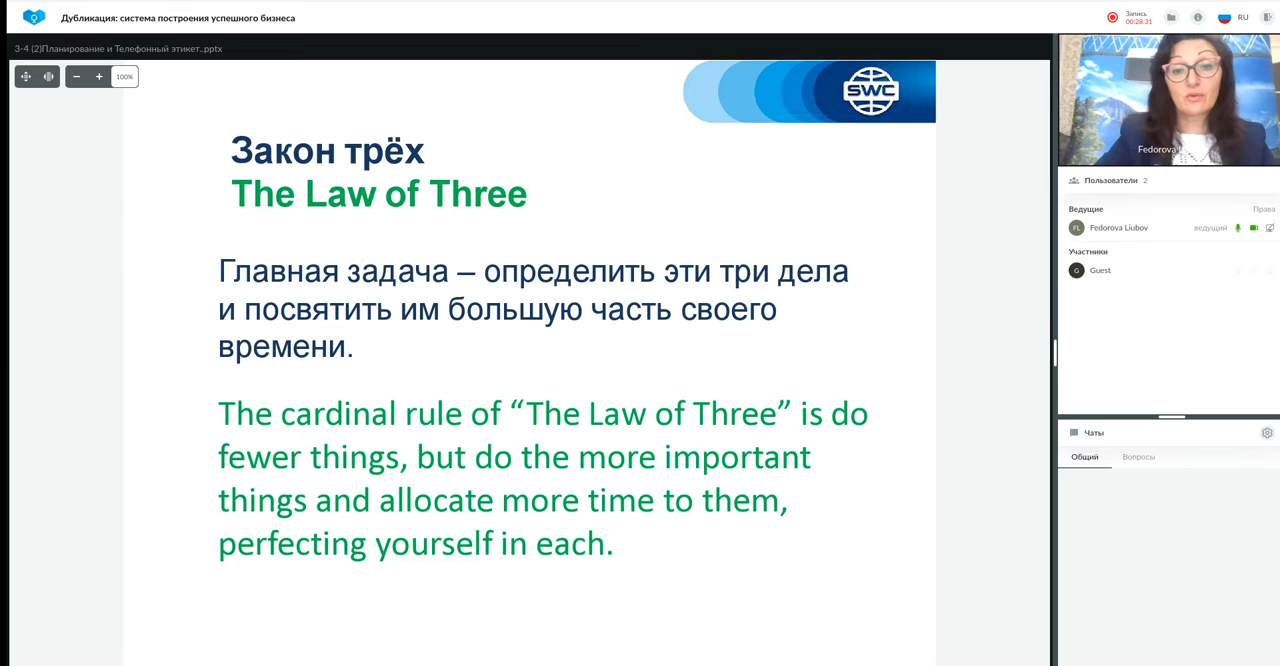 Дубликация: система построения успешного бизнеса
Запись
00:28:31
RU
3-4 (2)Планирование и Телефонный этикет..pptx
100%
SWC
Закон трёх
The Law of Three
Главная задача – определить эти три дела
и посвятить им большую часть своего
времени.
The cardinal rule of “The Law of Three” is do
fewer things, but do the more important
things and allocate more time to them,
perfecting yourself in each.
Fedorova
Пользователи 2
Ведущие Права
FL Fedorova Liubov ведущий
Участники
G Guest
Чаты
Общий Вопросы